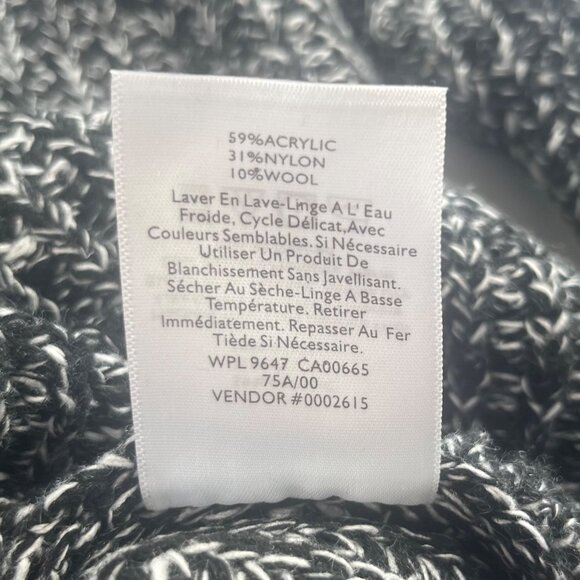 59%ACRYLIC
31%NYLON
10%WOOL
Laver En Lave-Linge A L' Eau
Froide, Cycle Délicat,Avec
Couleurs Semblables. Si Nécessaire
Utiliser Un Produit De
Blanchissement Sans Javellisant.
Sécher Au Sèche-Linge A Basse
Température. Retirer
Immédiatement. Repasser Au Fer
Tiède Si Nécessaire.
WPL 9647 CA00665
75A/00
VENDOR #0002615